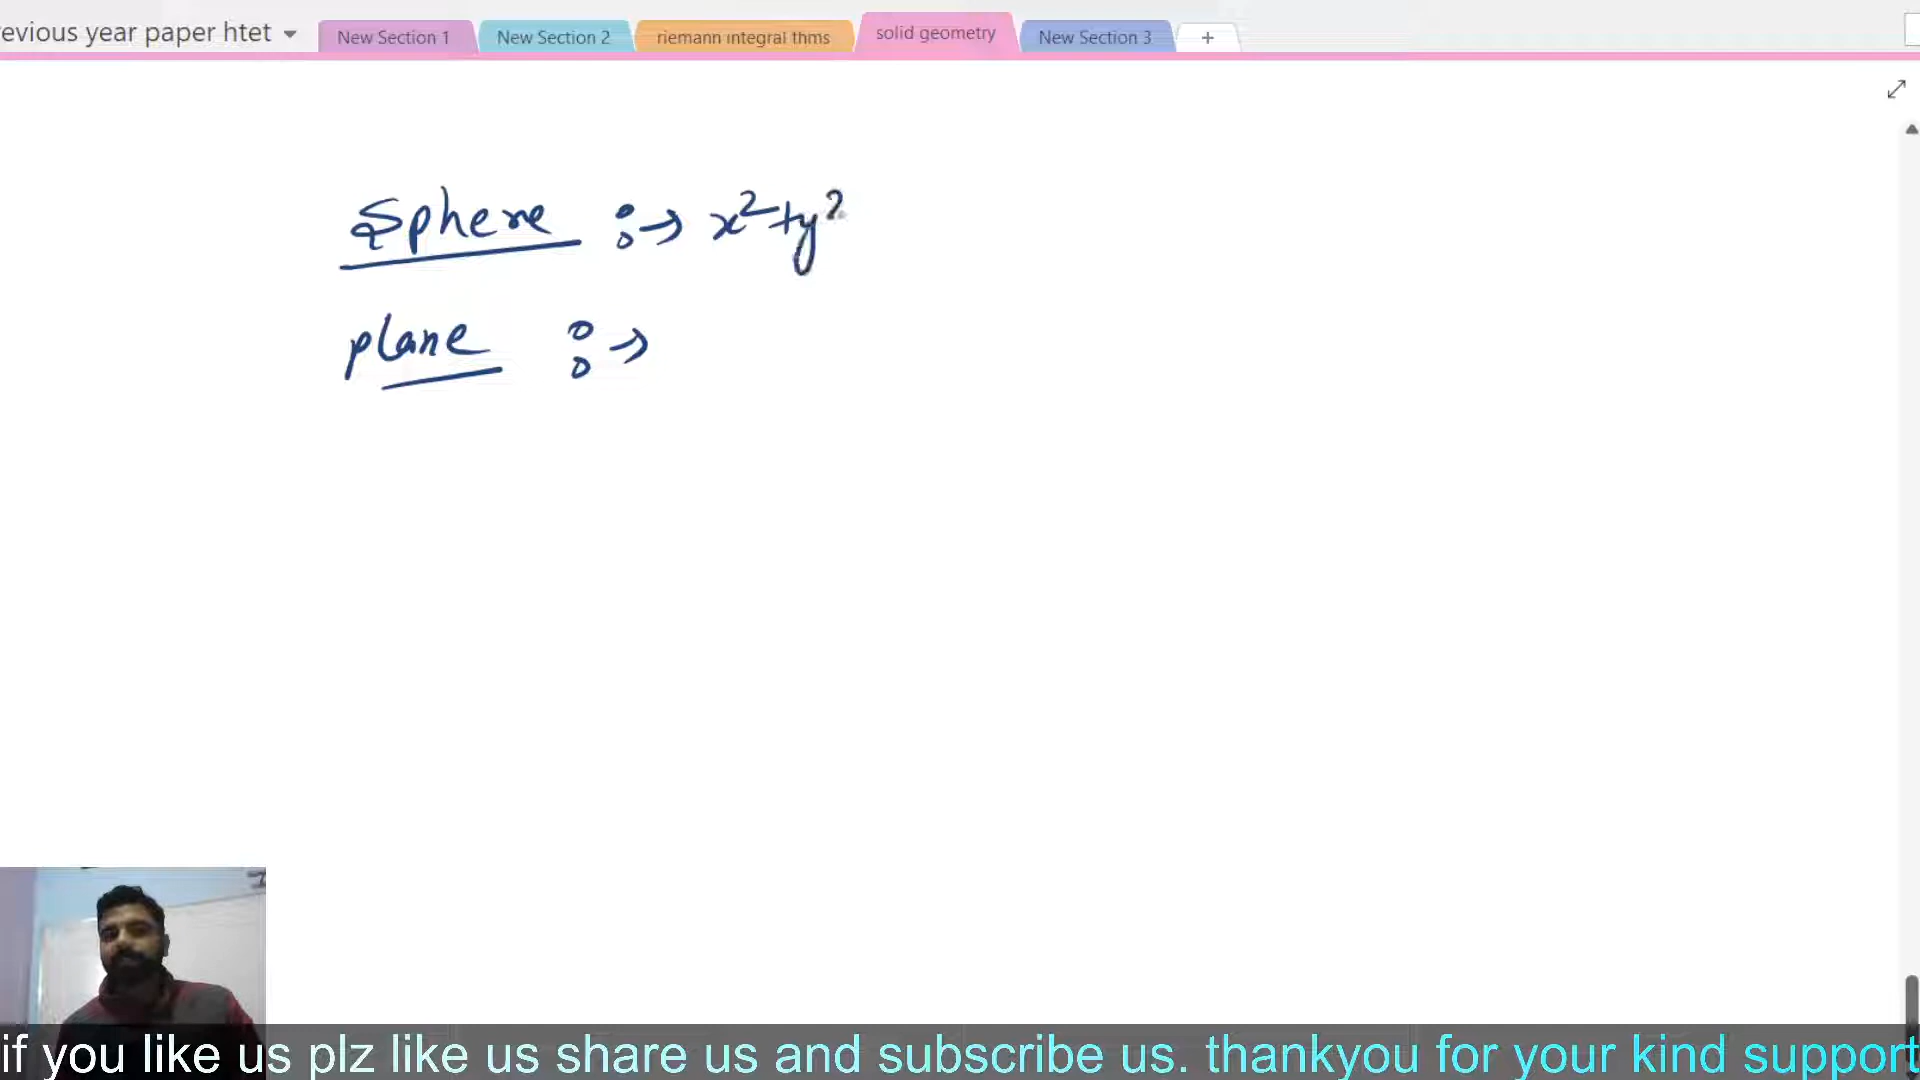 evious year paper htet New Section 1 New Section 2 riemann integral thms solid geometry New Section 3 +
Sphere :→ x²+y²
plane :→
if you like us plz like us share us and subscribe us. thankyou for your kind support